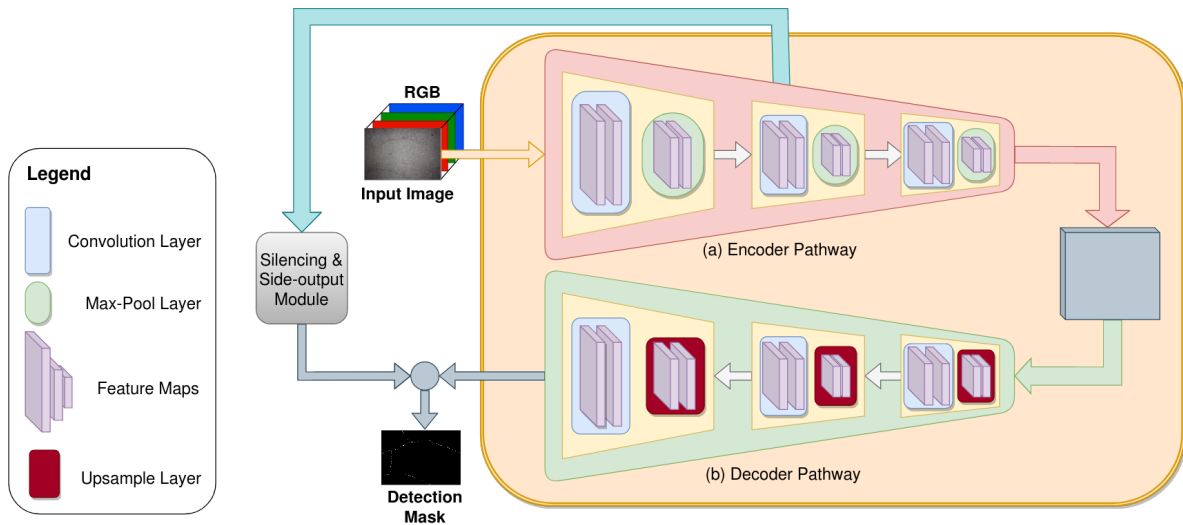 RGB
Input Image
Legend
Convolution Layer
Max-Pool Layer
Feature Maps
Upsample Layer
Silencing &
Side-output
Module
(a) Encoder Pathway
(b) Decoder Pathway
Detection
Mask